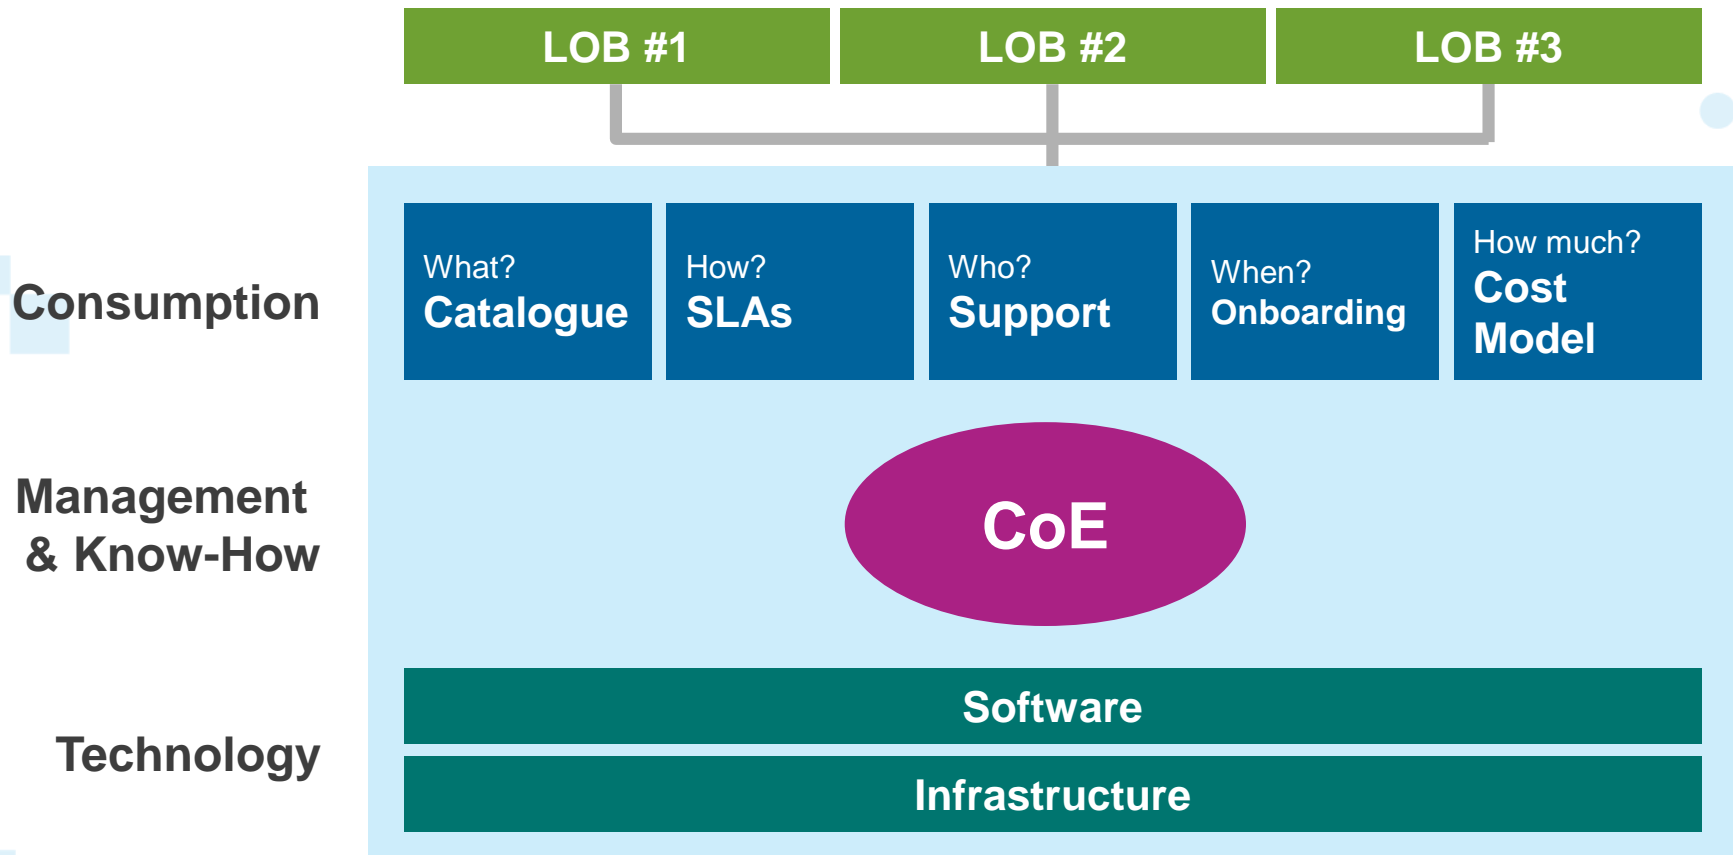 LOB #1
LOB #2
LOB #3
Consumption
What?
Catalogue
How?
SLAs
Who?
Support
When?
Onboarding
How much?
Cost
Model
Management
& Know-How
CoE
Technology
Software
Infrastructure